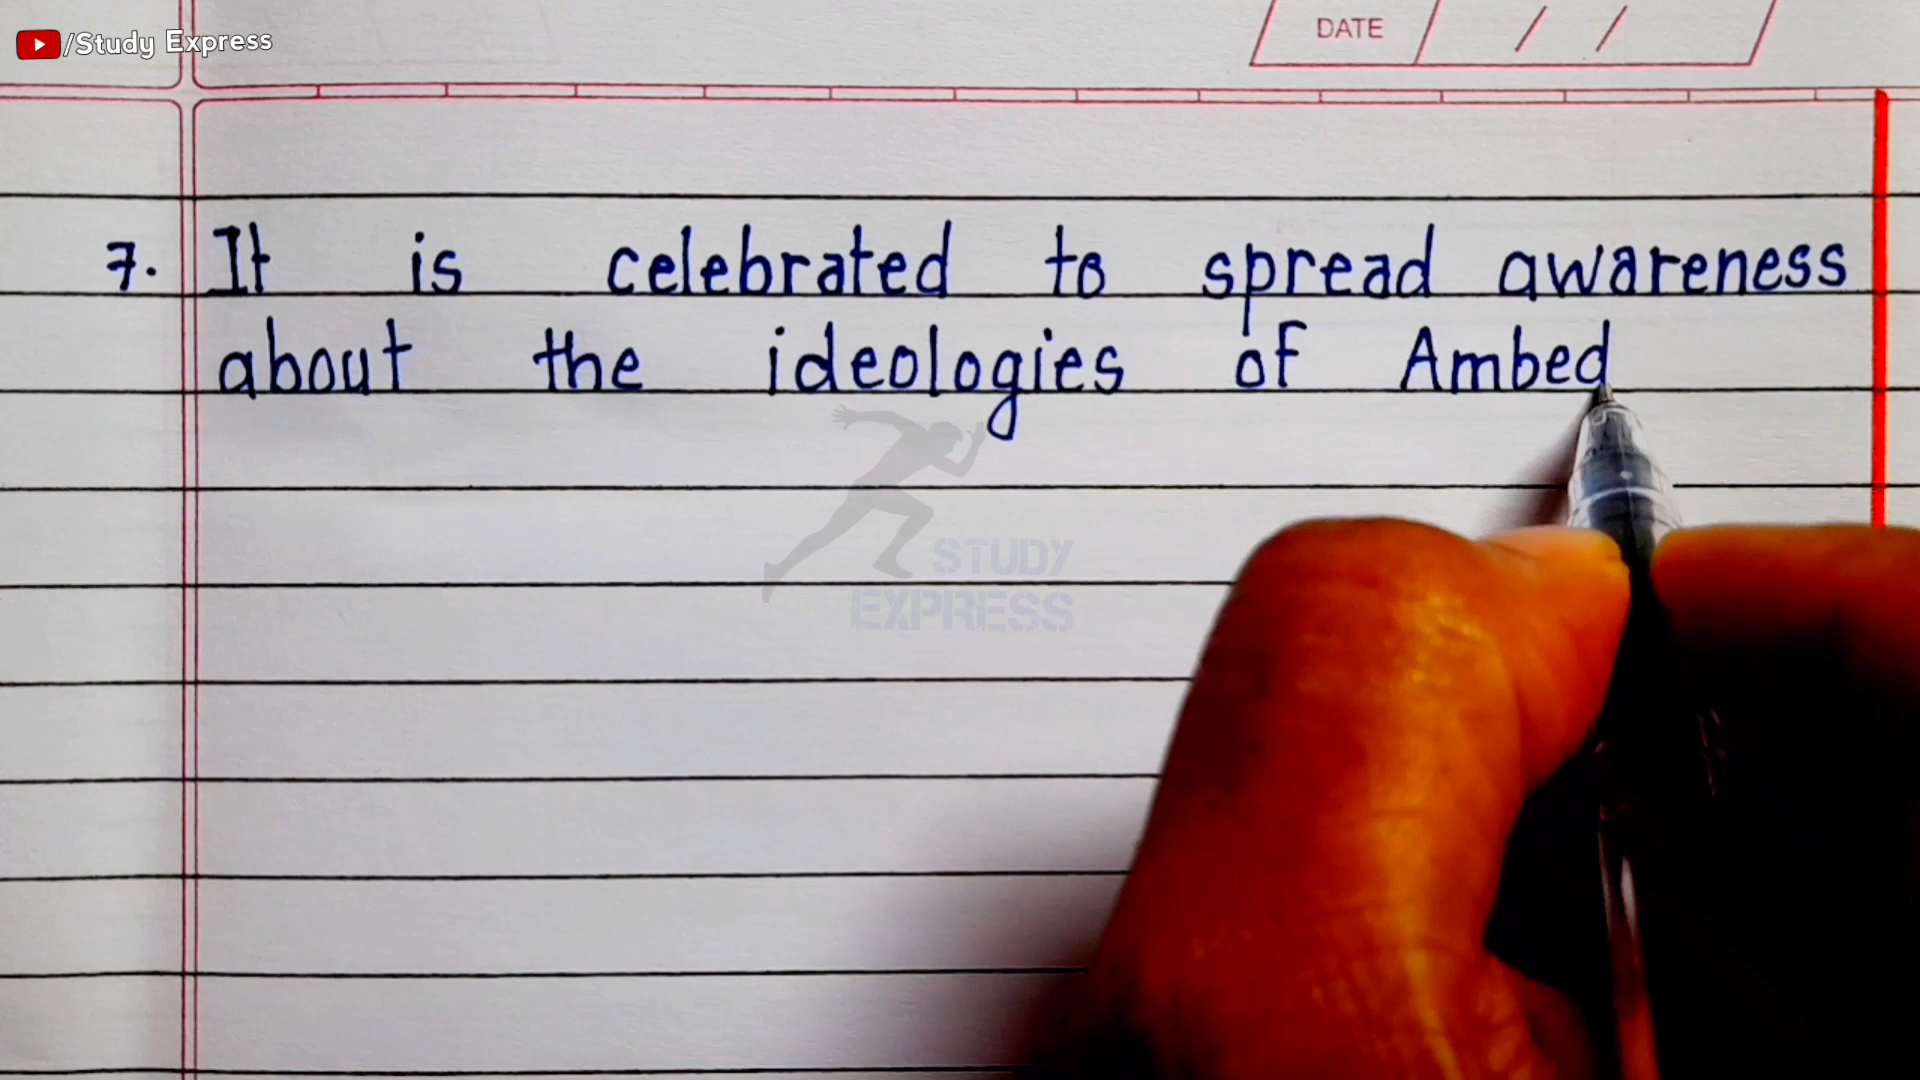 /Study Express
DATE / /
7. It is celebrated to spread awareness
about the ideologies of Ambed
STUDY
EXPRESS